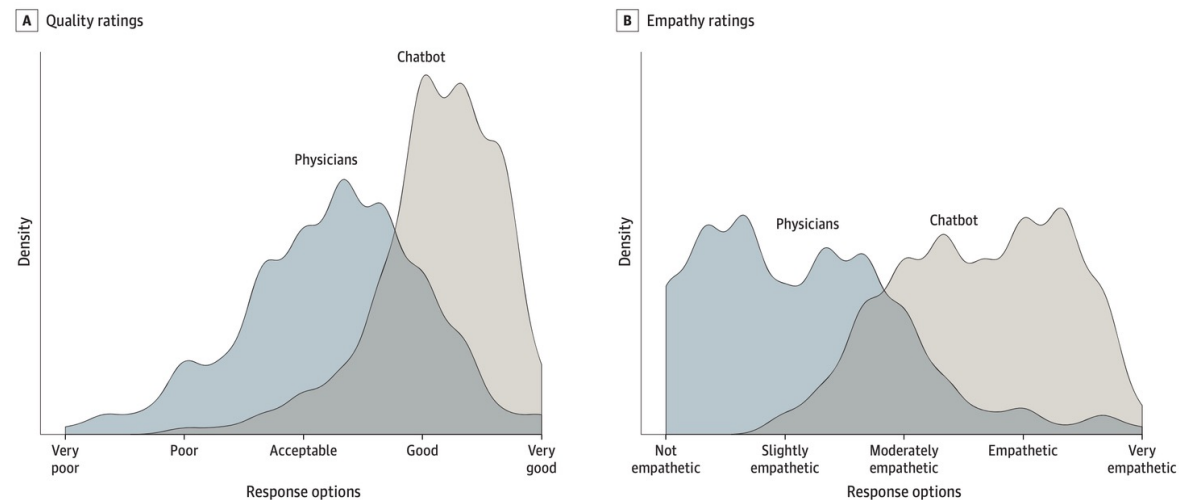 A Quality ratings
Chatbot
Physicians
Density
Very poor
Poor
Acceptable
Good
Very good
Response options
B Empathy ratings
Physicians
Chatbot
Density
Not empathetic
Slightly empathetic
Moderately empathetic
Empathetic
Very empathetic
Response options